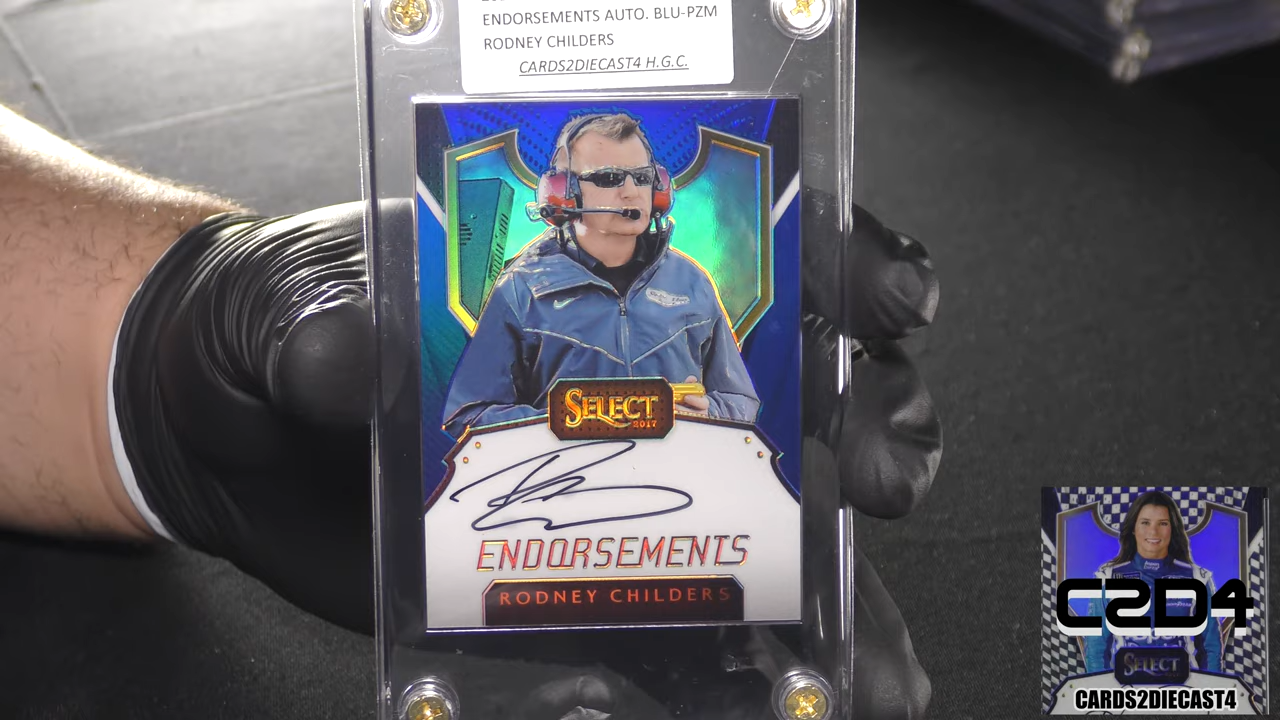 ENDORSEMENTS AUTO. BLU-PZM
RODNEY CHILDERS
CARDS2DIECAST4 H.G.C.
SELECT
2017
ENDORSEMENTS
RODNEY CHILDERS
C2D4
SELECT
CARDS2DIECAST4